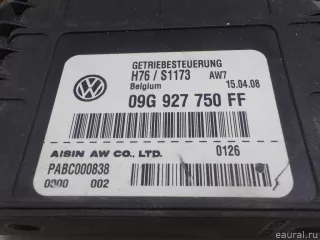 GETRIEBESTEUERUNG
H76 / S1173 AW7
Belgium 15.04.08
09G 927 750 FF
AISIN AW CO., LTD. 0126
PABC000838
0000 002
eaural.ru